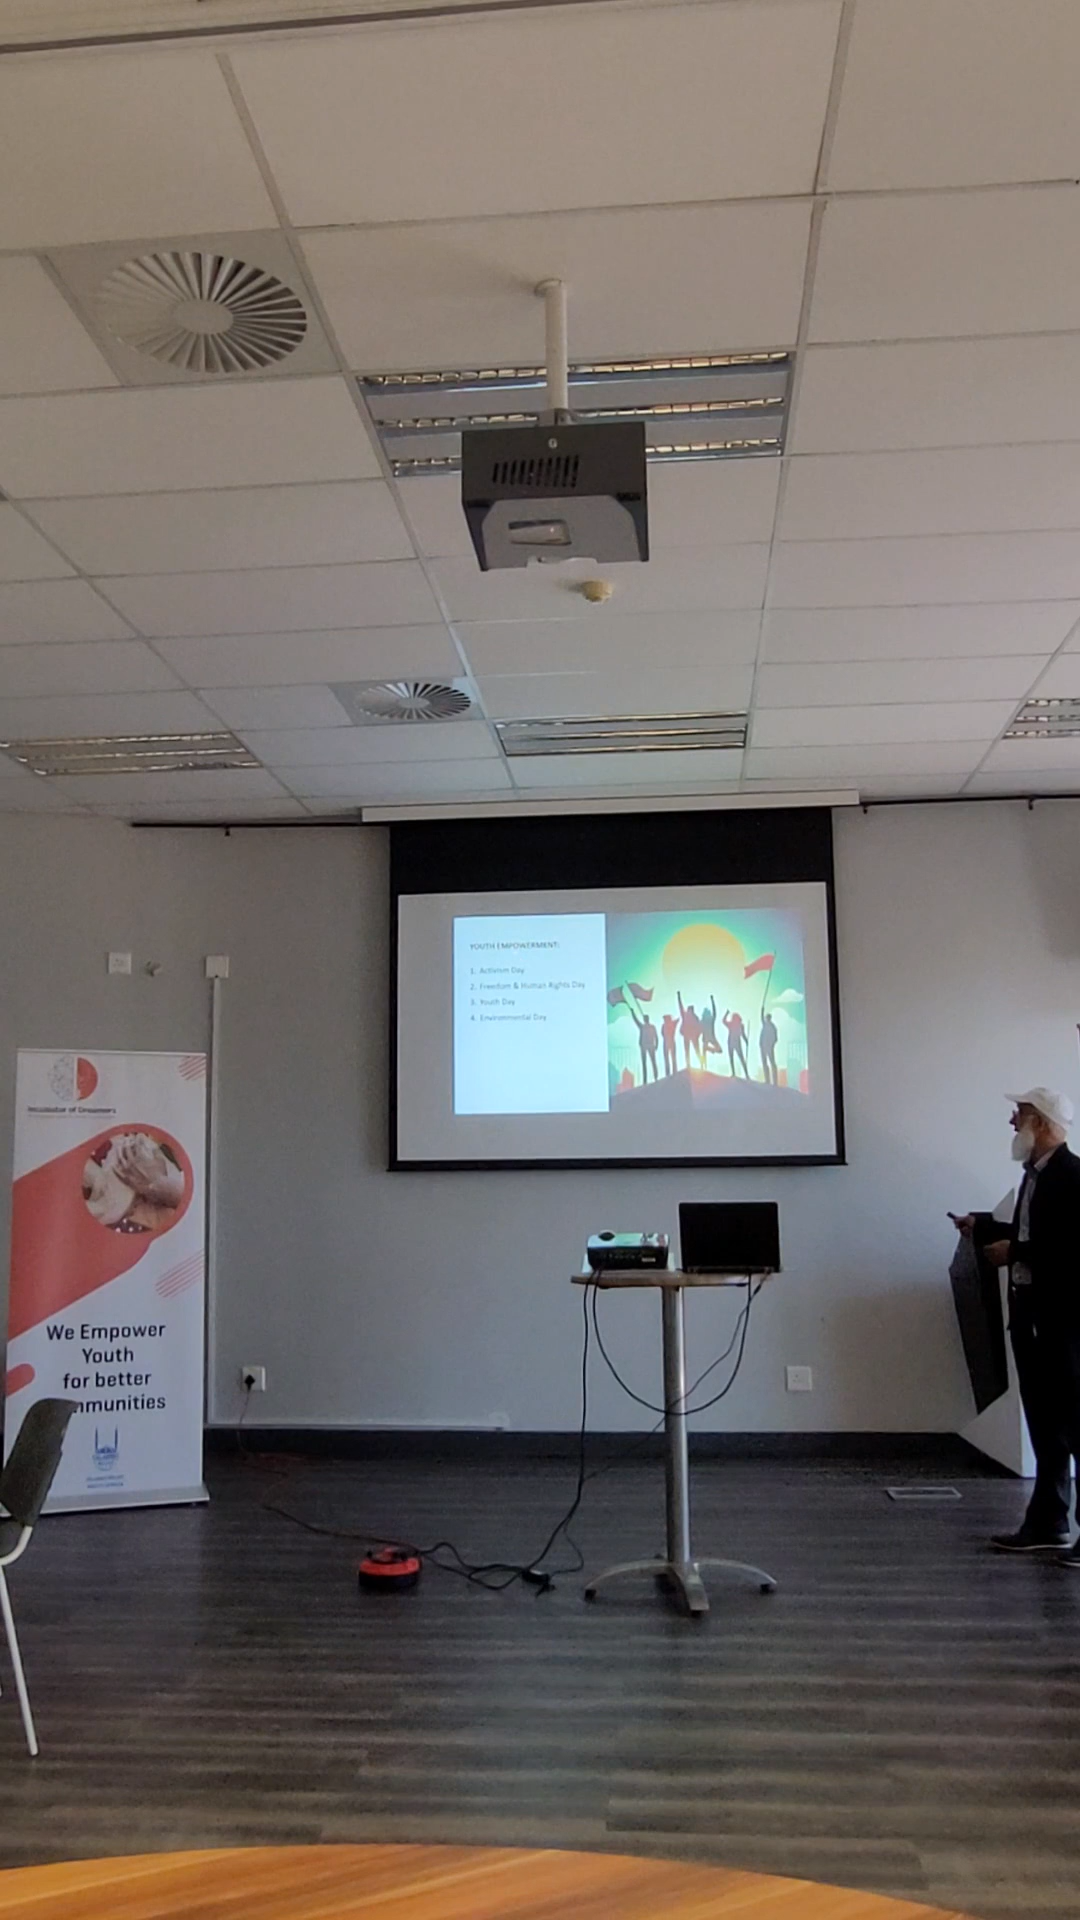 YOUTH EMPOWERMENT:
1. Activism Day
2. Freedom & Human Rights Day
3. Youth Day
4. Environmental Day
Incubator of Dreamers
We Empower
Youth
for better
mmunities